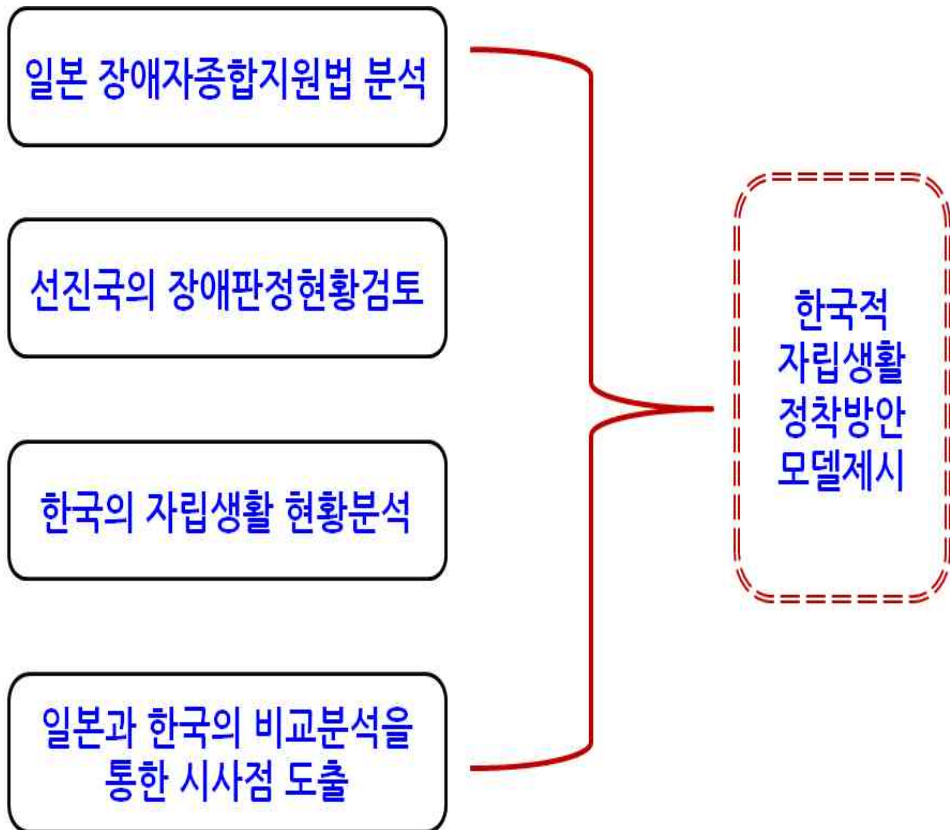 일본 장애자종합지원법 분석
선진국의 장애판정현황검토
한국의 자립생활 현황분석
일본과 한국의 비교분석을
통한 시사점 도출
한국적
자립생활
정착방안
모델제시